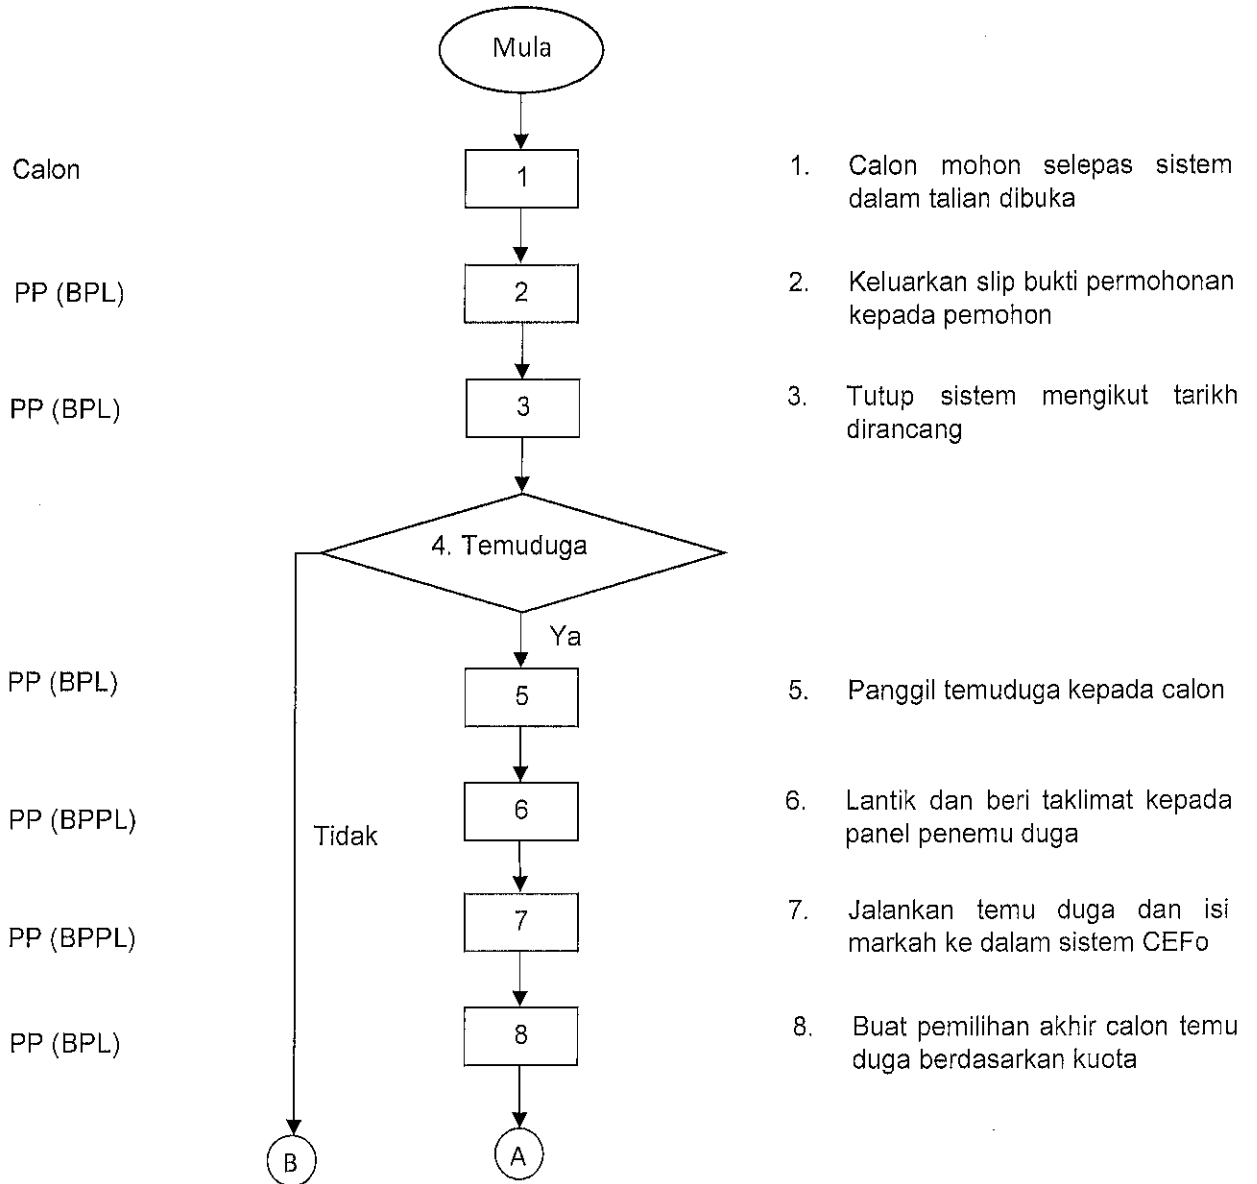 Mula
Calon
1
1. Calon mohon selepas sistem
dalam talian dibuka
PP (BPL)
2
2. Keluarkan slip bukti permohonan
kepada pemohon
PP (BPL)
3
3. Tutup sistem mengikut tarikh
dirancang
4. Temuduga
Ya
PP (BPL)
5
5. Panggil temuduga kepada calon
PP (BPPL)
Tidak
6
6. Lantik dan beri taklimat kepada
panel penemu duga
PP (BPPL)
7
7. Jalankan temu duga dan isi
markah ke dalam sistem CEFo
PP (BPL)
8
8. Buat pemilihan akhir calon temu
duga berdasarkan kuota
B
A